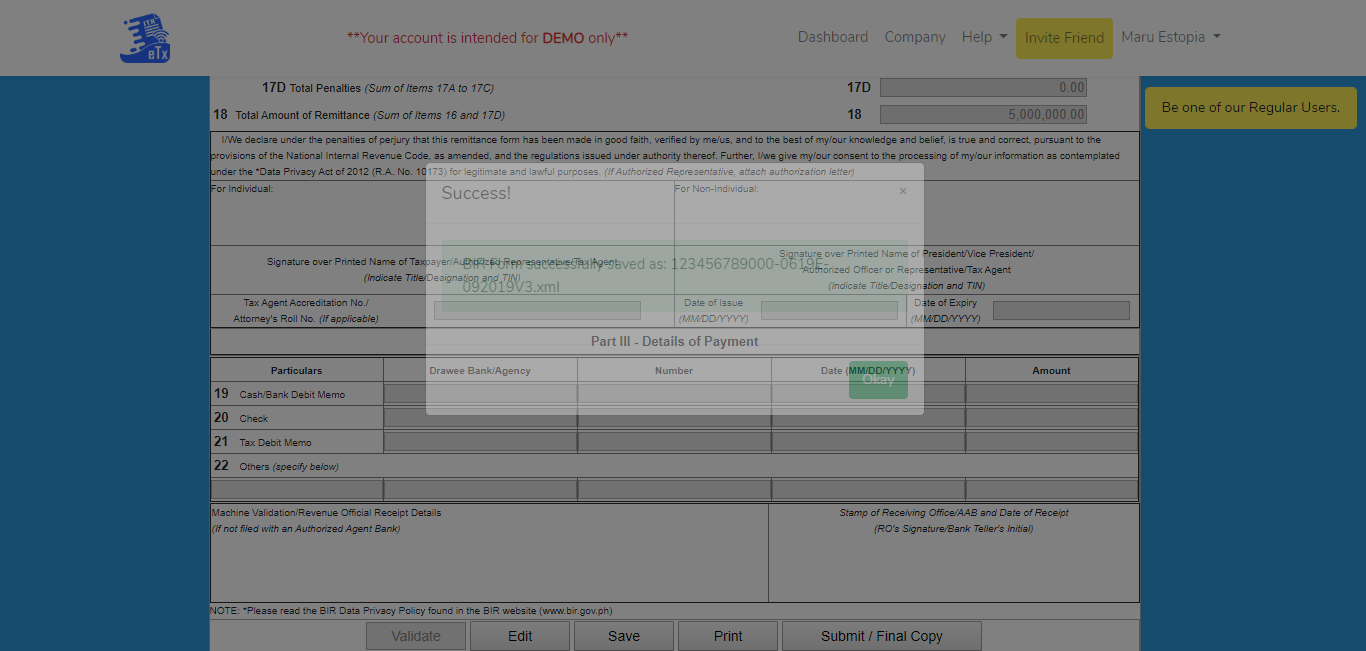 ITR
eTx
**Your account is intended for DEMO only**
Dashboard Company Help Invite Friend Maru Estopia
Be one of our Regular Users.
17D Total Penalties (Sum of Items 17A to 17C) 17D 0.00
18 Total Amount of Remittance (Sum of Items 16 and 17D) 18 5,000,000.00
I/We declare under the penalties of perjury that this remittance form has been made in good faith, verified by me/us, and to the best of my/our knowledge and belief, is true and correct, pursuant to the
provisions of the National Internal Revenue Code, as amended, and the regulations issued under authority thereof. Further, I/we give my/our consent to the processing of my/our information as contemplated
under the *Data Privacy Act of 2012 (R.A. No. 10173) for legitimate and lawful purposes. (If Authorized Representative, attach authorization letter)
For Individual: For Non-Individual:
Success! ×
BIR Form successfully saved as: 123456789000-0619E-
092019V3.xml
Okay
Signature over Printed Name of Taxpayer/Authorized Representative/Tax Agent
(Indicate Title/Designation and TIN)
Signature over Printed Name of President/Vice President/
Authorized Officer or Representative/Tax Agent
(Indicate Title/Designation and TIN)
Tax Agent Accreditation No./
Attorney's Roll No. (If applicable)
Date of Issue
(MM/DD/YYYY)
Date of Expiry
(MM/DD/YYYY)
Part III - Details of Payment
Particulars Drawee Bank/Agency Number Date (MM/DD/YYYY) Amount
19 Cash/Bank Debit Memo
20 Check
21 Tax Debit Memo
22 Others (specify below)
Machine Validation/Revenue Official Receipt Details
(If not filed with an Authorized Agent Bank)
Stamp of Receiving Office/AAB and Date of Receipt
(RO's Signature/Bank Teller's Initial)
NOTE: *Please read the BIR Data Privacy Policy found in the BIR website (www.bir.gov.ph)
Validate Edit Save Print Submit / Final Copy